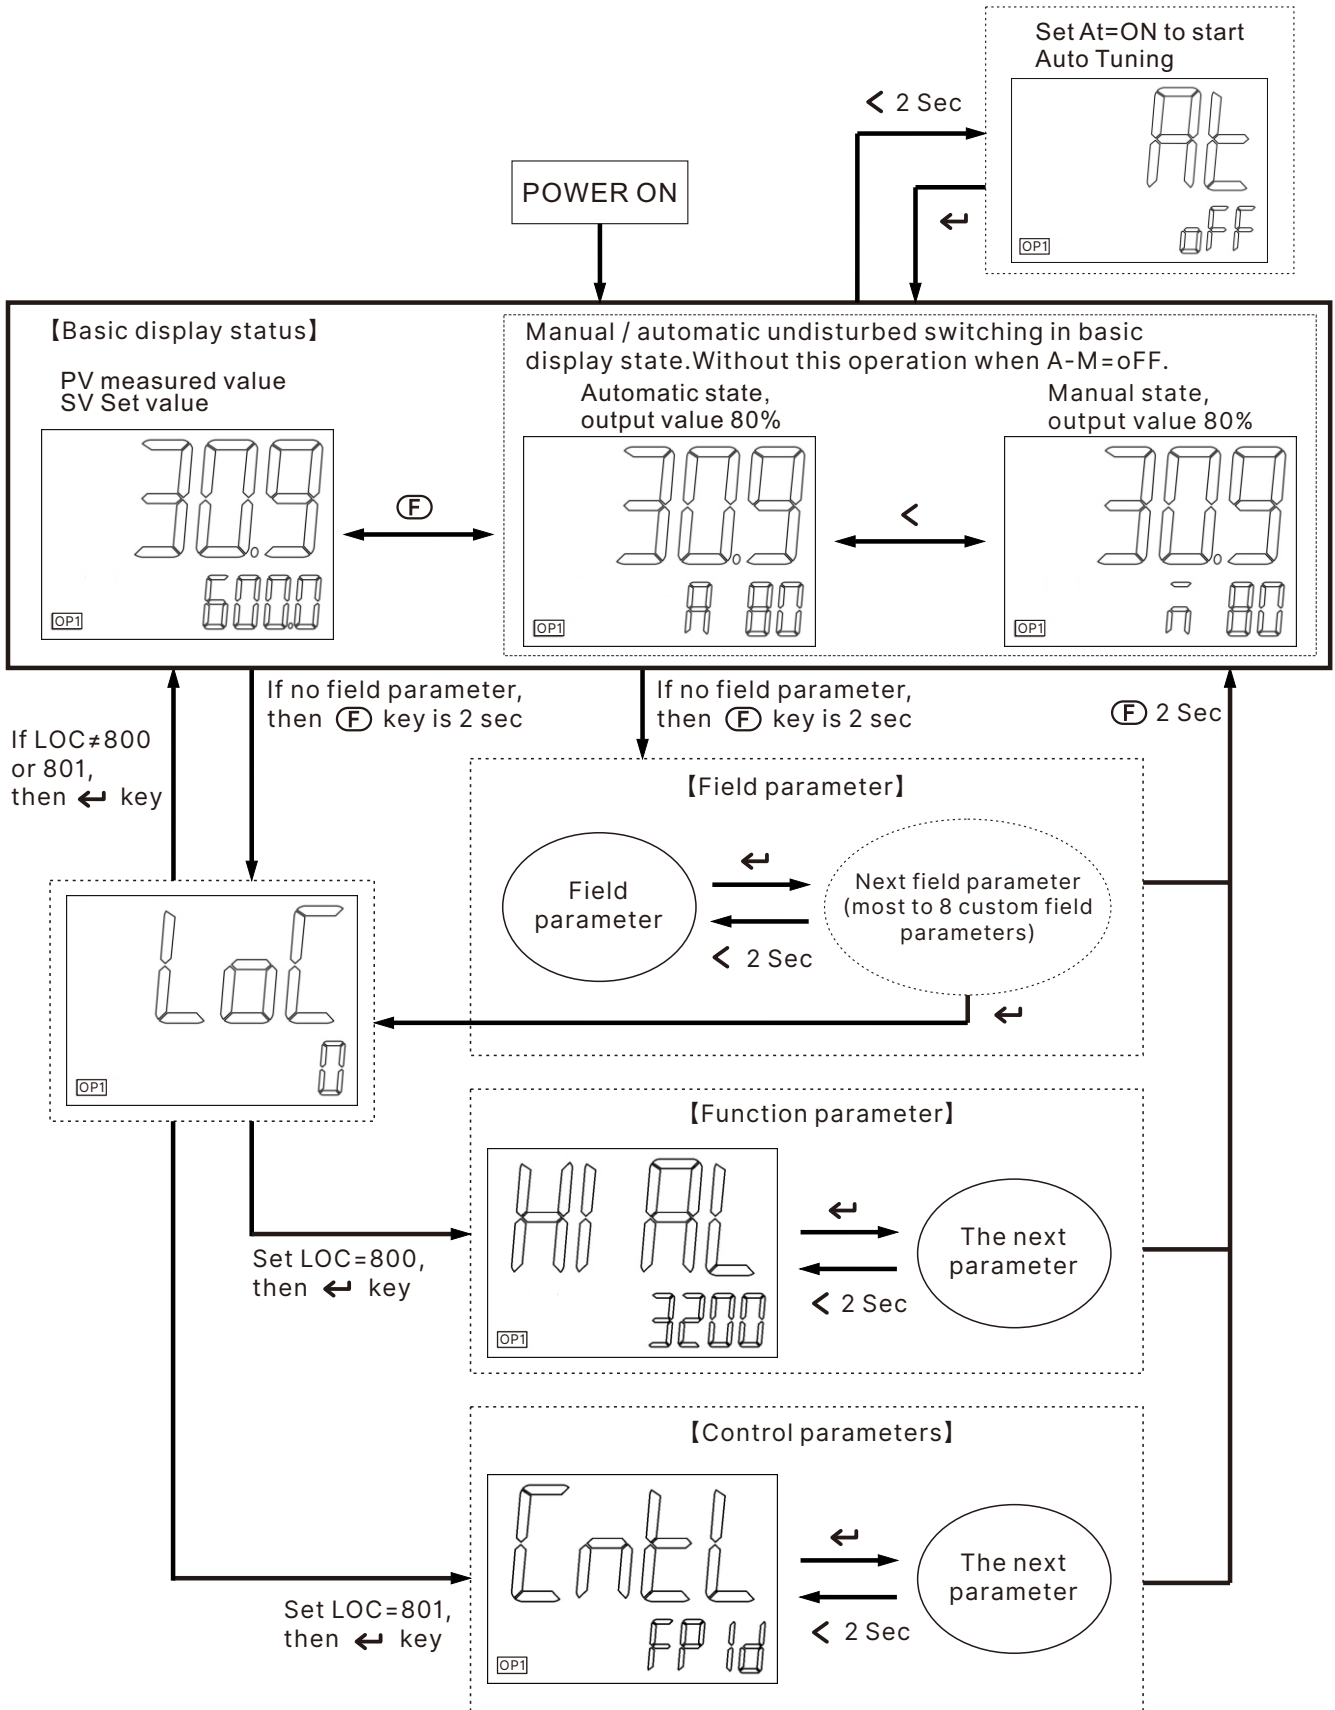 Set At=ON to start
Auto Tuning
< 2 Sec
At
oFF
OP1
POWER ON
↵
【Basic display status】
PV measured value
SV Set value
30.9
600.0
OP1
F
Manual / automatic undisturbed switching in basic
display state.Without this operation when A-M=oFF.
Automatic state,
output value 80%
30.9
A 80
OP1
<
Manual state,
output value 80%
30.9
n̄ 80
OP1
If LOC≠800
or 801,
then ↵ key
If no field parameter,
then F key is 2 sec
If no field parameter,
then F key is 2 sec
F 2 Sec
LoC
0
OP1
【Field parameter】
Field
parameter
↵
< 2 Sec
Next field parameter
(most to 8 custom field
parameters)
↵
Set LOC=800,
then ↵ key
【Function parameter】
HI AL
3200
OP1
↵
< 2 Sec
The next
parameter
Set LOC=801,
then ↵ key
【Control parameters】
CntL
FPId
OP1
↵
< 2 Sec
The next
parameter